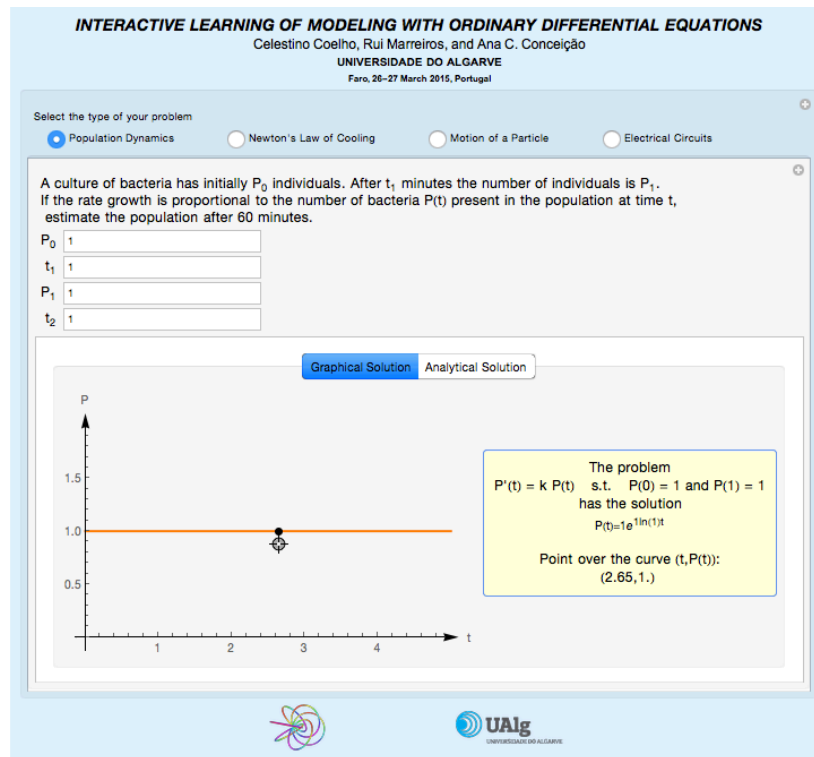 INTERACTIVE LEARNING OF MODELING WITH ORDINARY DIFFERENTIAL EQUATIONS
Celestino Coelho, Rui Marreiros, and Ana C. Conceição
UNIVERSIDADE DO ALGARVE
Faro, 26–27 March 2015, Portugal
Select the type of your problem
Population Dynamics Newton's Law of Cooling Motion of a Particle Electrical Circuits
A culture of bacteria has initially P₀ individuals. After t₁ minutes the number of individuals is P₁.
If the rate growth is proportional to the number of bacteria P(t) present in the population at time t,
estimate the population after 60 minutes.
P₀ 1
t₁ 1
P₁ 1
t₂ 1
Graphical Solution Analytical Solution
P
1.5
1.0
0.5
1 2 3 4 t
The problem
P'(t) = k P(t) s.t. P(0) = 1 and P(1) = 1
has the solution
P(t)=1e^{1ln(1)t}
Point over the curve (t,P(t)):
(2.65,1.)
UAlg
UNIVERSIDADE DO ALGARVE